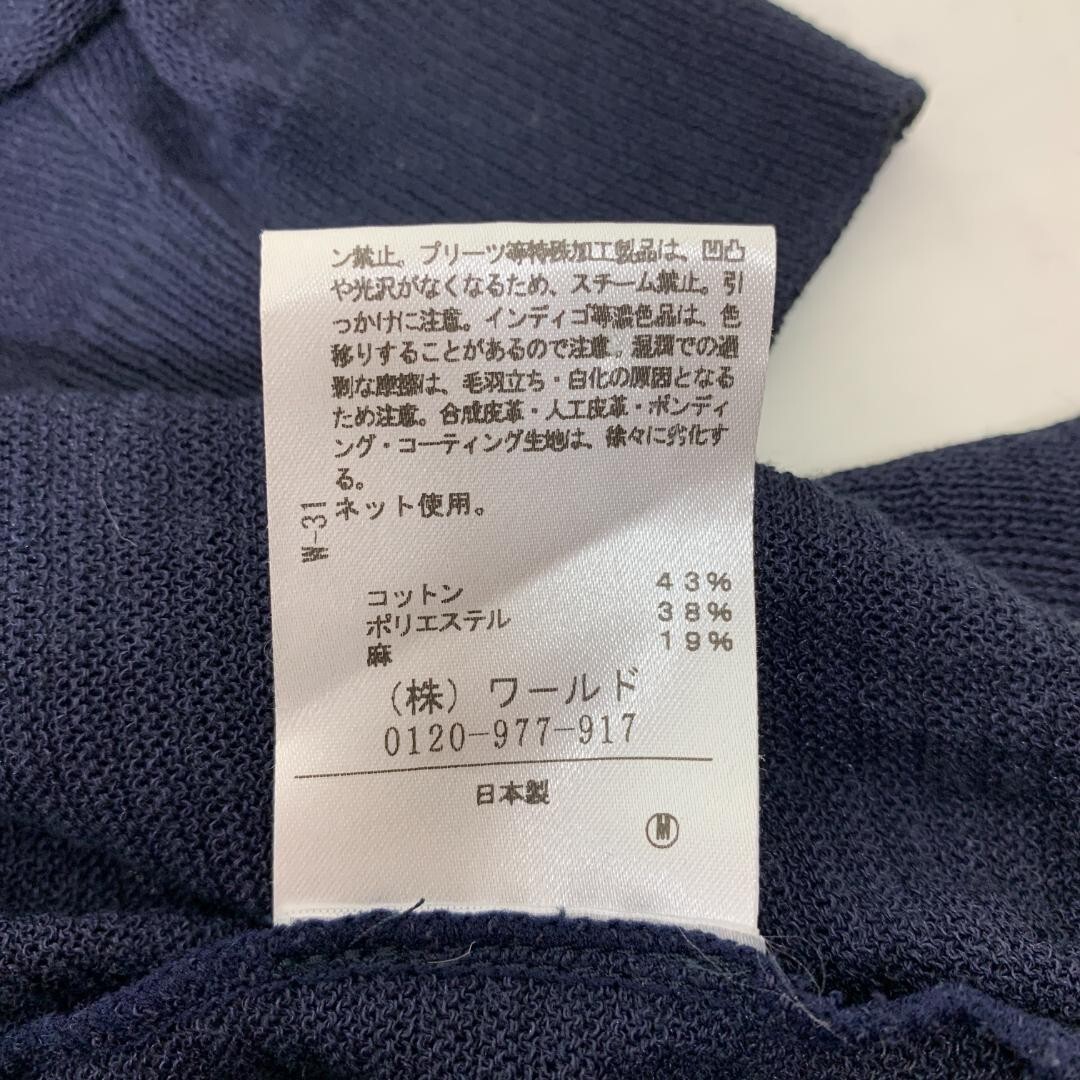 ン禁止。プリーツ等特殊加工製品は、凹凸
や光沢がなくなるため、スチーム禁止。引
っかけに注意。インディゴ等濃色品は、色
移りすることがあるので注意。湿潤での過
剰な摩擦は、毛羽立ち・白化の原因となる
ため注意。合成皮革・人工皮革・ボンディ
ング・コーティング生地は、徐々に劣化す
る。
ネット使用。
W-31
コットン 43%
ポリエステル 38%
麻 19%
(株)ワールド
0120-977-917
日本製
Ⓜ